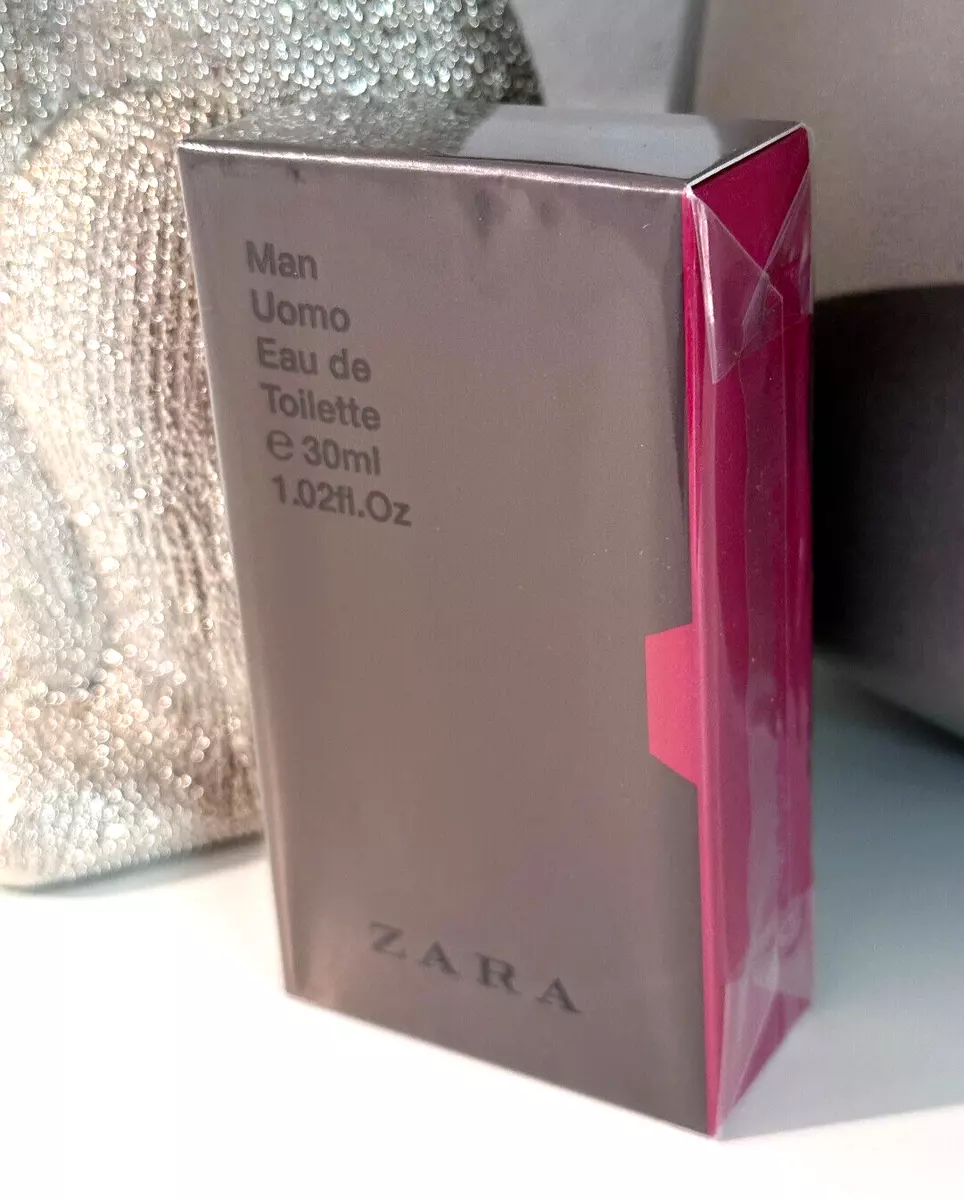 Man
Uomo
Eau de
Toilette
℮ 30ml
1.02fl.Oz
ZARA